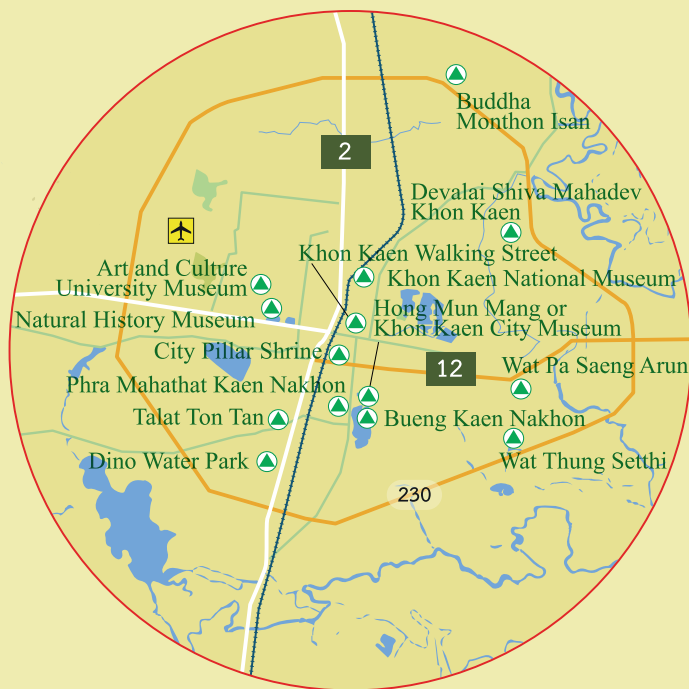 Buddha
Monthon Isan
2
Devalai Shiva Mahadev
Khon Kaen
Khon Kaen Walking Street
Art and Culture
University Museum
Khon Kaen National Museum
Natural History Museum
Hong Mun Mang or
Khon Kaen City Museum
City Pillar Shrine
12
Wat Pa Saeng Arun
Phra Mahathat Kaen Nakhon
Talat Ton Tan
Bueng Kaen Nakhon
Dino Water Park
Wat Thung Setthi
230